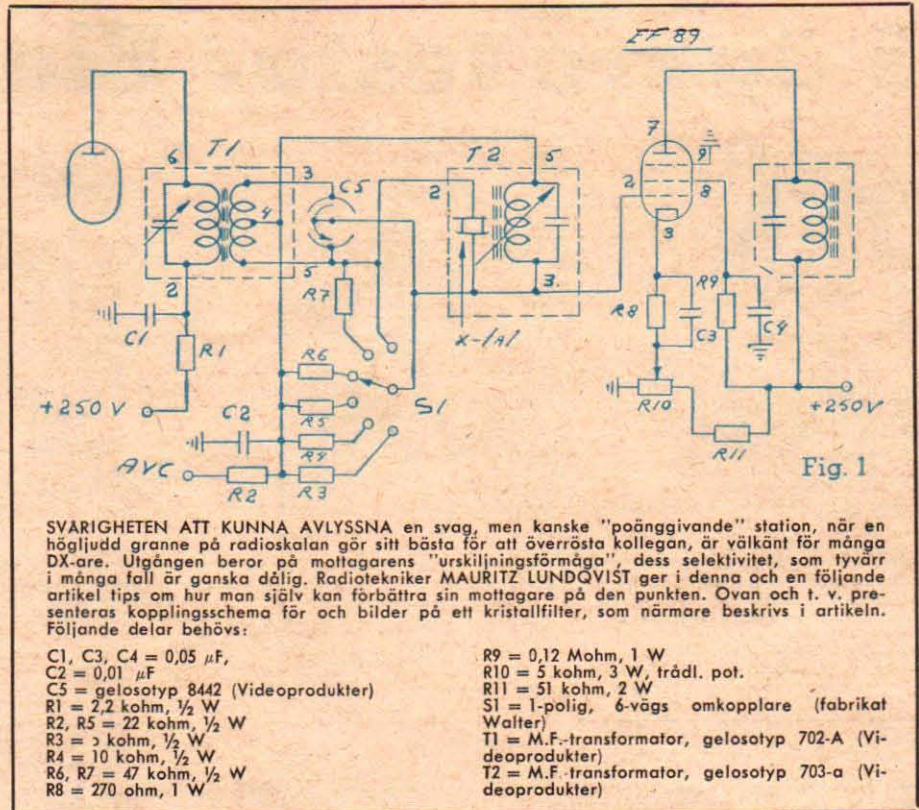 EF 89
7
6
T1
3
C5
T2
5
9
2
2
8
4
3
5
2
R7
3.
R8
R9
C3
C4
C1
R1
X-1A1
R6
+250 V
S1
R5
R10
+250V
C2
R4
R11
AVC
R2
R3
Fig. 1
SVÅRIGHETEN ATT KUNNA AVLYSSNA en svag, men kanske "poänggivande" station, när en
högljudd granne på radioskalan gör sitt bästa för att överrösta kollegan, är välkänt för många
DX-are. Utgången beror på mottagarens "urskiljningsförmåga", dess selektivitet, som tyvärr
i många fall är ganska dålig. Radiotekniker MAURITZ LUNDQVIST ger i denna och en följande
artikel tips om hur man själv kan förbättra sin mottagare på den punkten. Ovan och t. v. pre-
senteras kopplingsschema för och bilder på ett kristallfilter, som närmare beskrivs i artikeln.
Följande delar behövs:
C1, C3, C4 = 0,05 µF,
C2 = 0,01 µF
C5 = gelosotyp 8442 (Videoprodukter)
R1 = 2,2 kohm, ½ W
R2, R5 = 22 kohm, ½ W
R3 = kohm, ½ W
R4 = 10 kohm, ½ W
R6, R7 = 47 kohm, ½ W
R8 = 270 ohm, 1 W
R9 = 0,12 Mohm, 1 W
R10 = 5 kohm, 3 W, trådl. pot.
R11 = 51 kohm, 2 W
S1 = 1-polig, 6-vägs omkopplare (fabrikat
Walter)
T1 = M.F.-transformator, gelosotyp 702-A (Vi-
deoprodukter)
T2 = M.F.-transformator, gelosotyp 703-a (Vi-
deoprodukter)